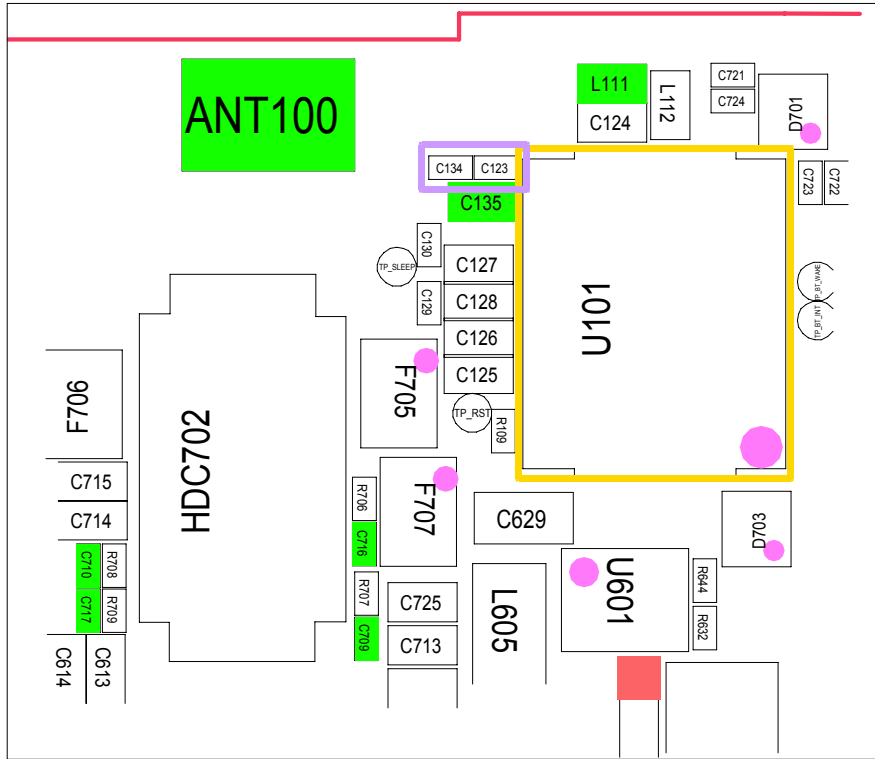 L111
L112
C721
C724
D701
C124
ANT100
C134
C123
C135
C723
C722
C130
TP_SLEEP
C127
TP_BT_WAKE
C129
C128
U101
TP_BT_INT
C126
C125
F705
F706
TP_RST
R109
HDC702
C715
C714
R706
F707
C629
D703
C716
C710
R708
U601
R644
C717
R709
R707
C725
L605
C709
C713
R632
C614
C613